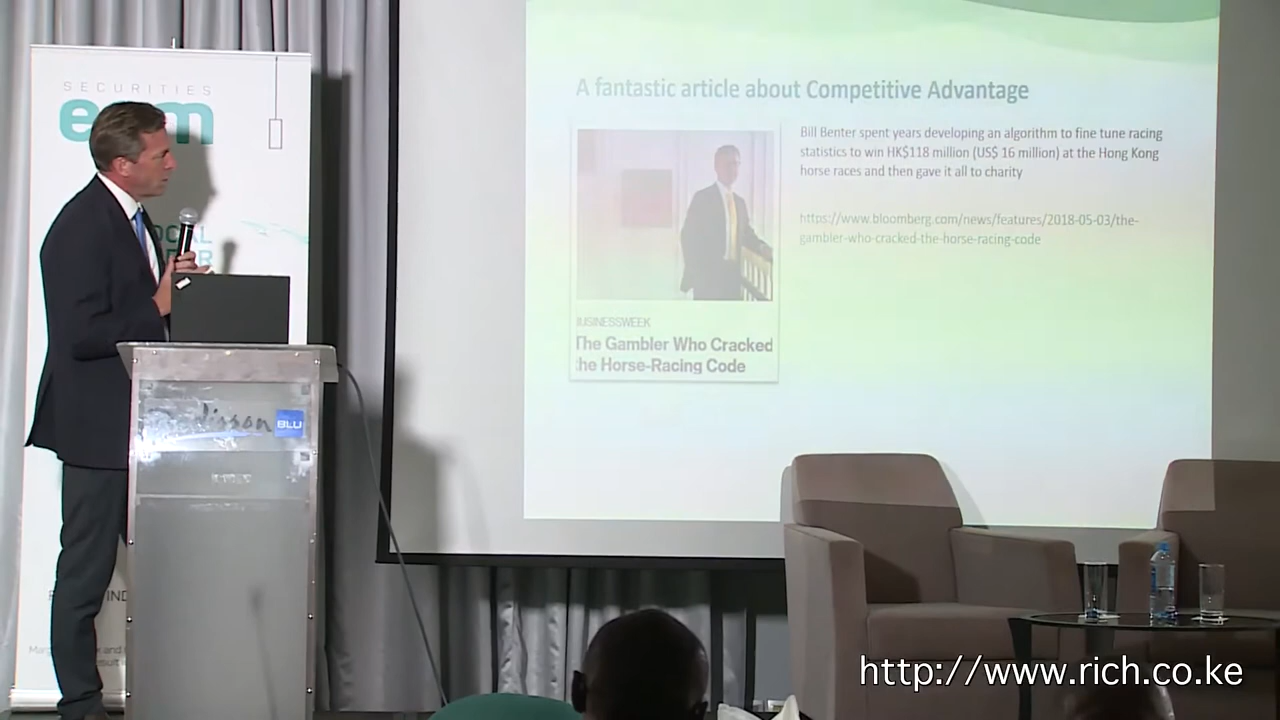 SECURITIES
A fantastic article about Competitive Advantage
Bill Benter spent years developing an algorithm to fine tune racing
statistics to win HK$118 million (US$ 16 million) at the Hong Kong
horse races and then gave it all to charity
https://www.bloomberg.com/news/features/2018-05-03/the-
gambler-who-cracked-the-horse-racing-code
BUSINESSWEEK
The Gambler Who Cracked
the Horse-Racing Code
Radisson
BLU
http://www.rich.co.ke